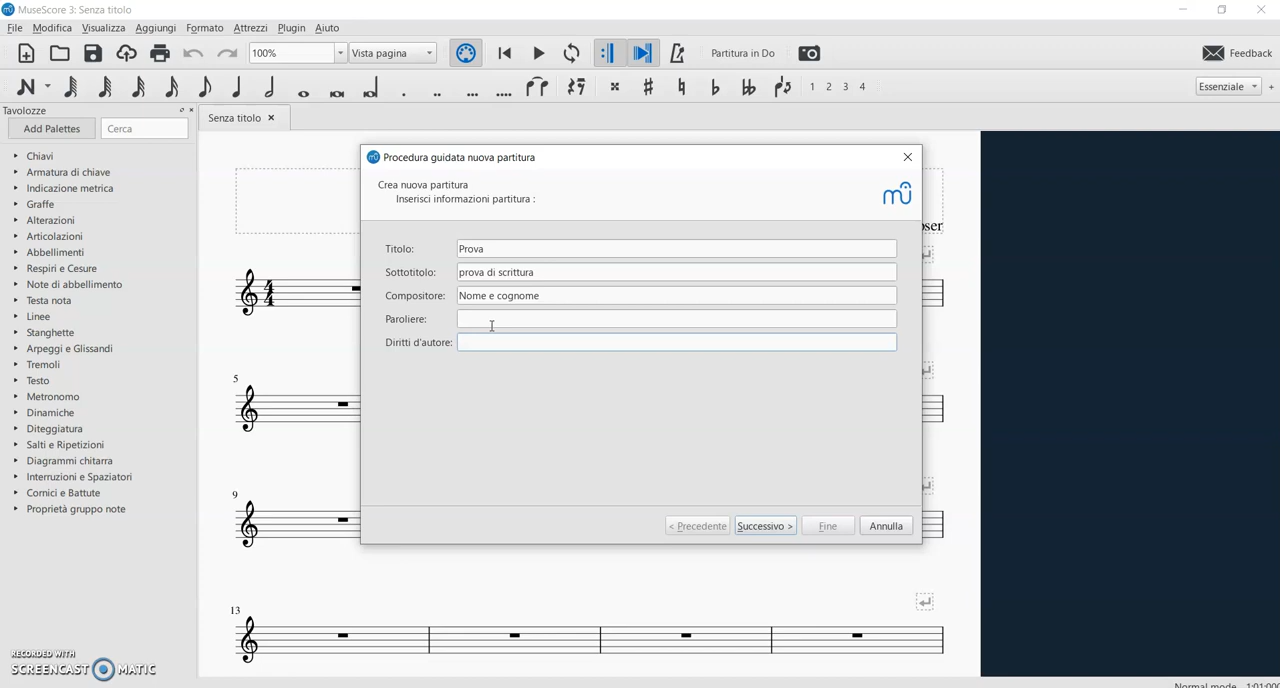 MuseScore 3: Senza titolo
File Modifica Visualizza Aggiungi Formato Attrezzi Plugin Aiuto
100% Vista pagina Partitura in Do Feedback
1 2 3 4 Essenziale +
Tavolozze
Senza titolo
Add Palettes Cerca
Chiavi
Armatura di chiave
Indicazione metrica
Graffe
Alterazioni
Articolazioni
Abbellimenti
Respiri e Cesure
Note di abbellimento
Testa nota
Linee
Stanghette
Arpeggi e Glissandi
Tremoli
Testo
Metronomo
Dinamiche
Diteggiatura
Salti e Ripetizioni
Diagrammi chitarra
Interruzioni e Spaziatori
Cornici e Battute
Proprietà gruppo note
Procedura guidata nuova partitura
Crea nuova partitura
Inserisci informazioni partitura :
Titolo: Prova
Sottotitolo: prova di scrittura
Compositore: Nome e cognome
Paroliere:
Diritti d'autore:
< Precedente Successivo > Fine Annulla
5
9
13
RECORDED WITH
SCREENCAST MATIC
Normal mode 1:01:000